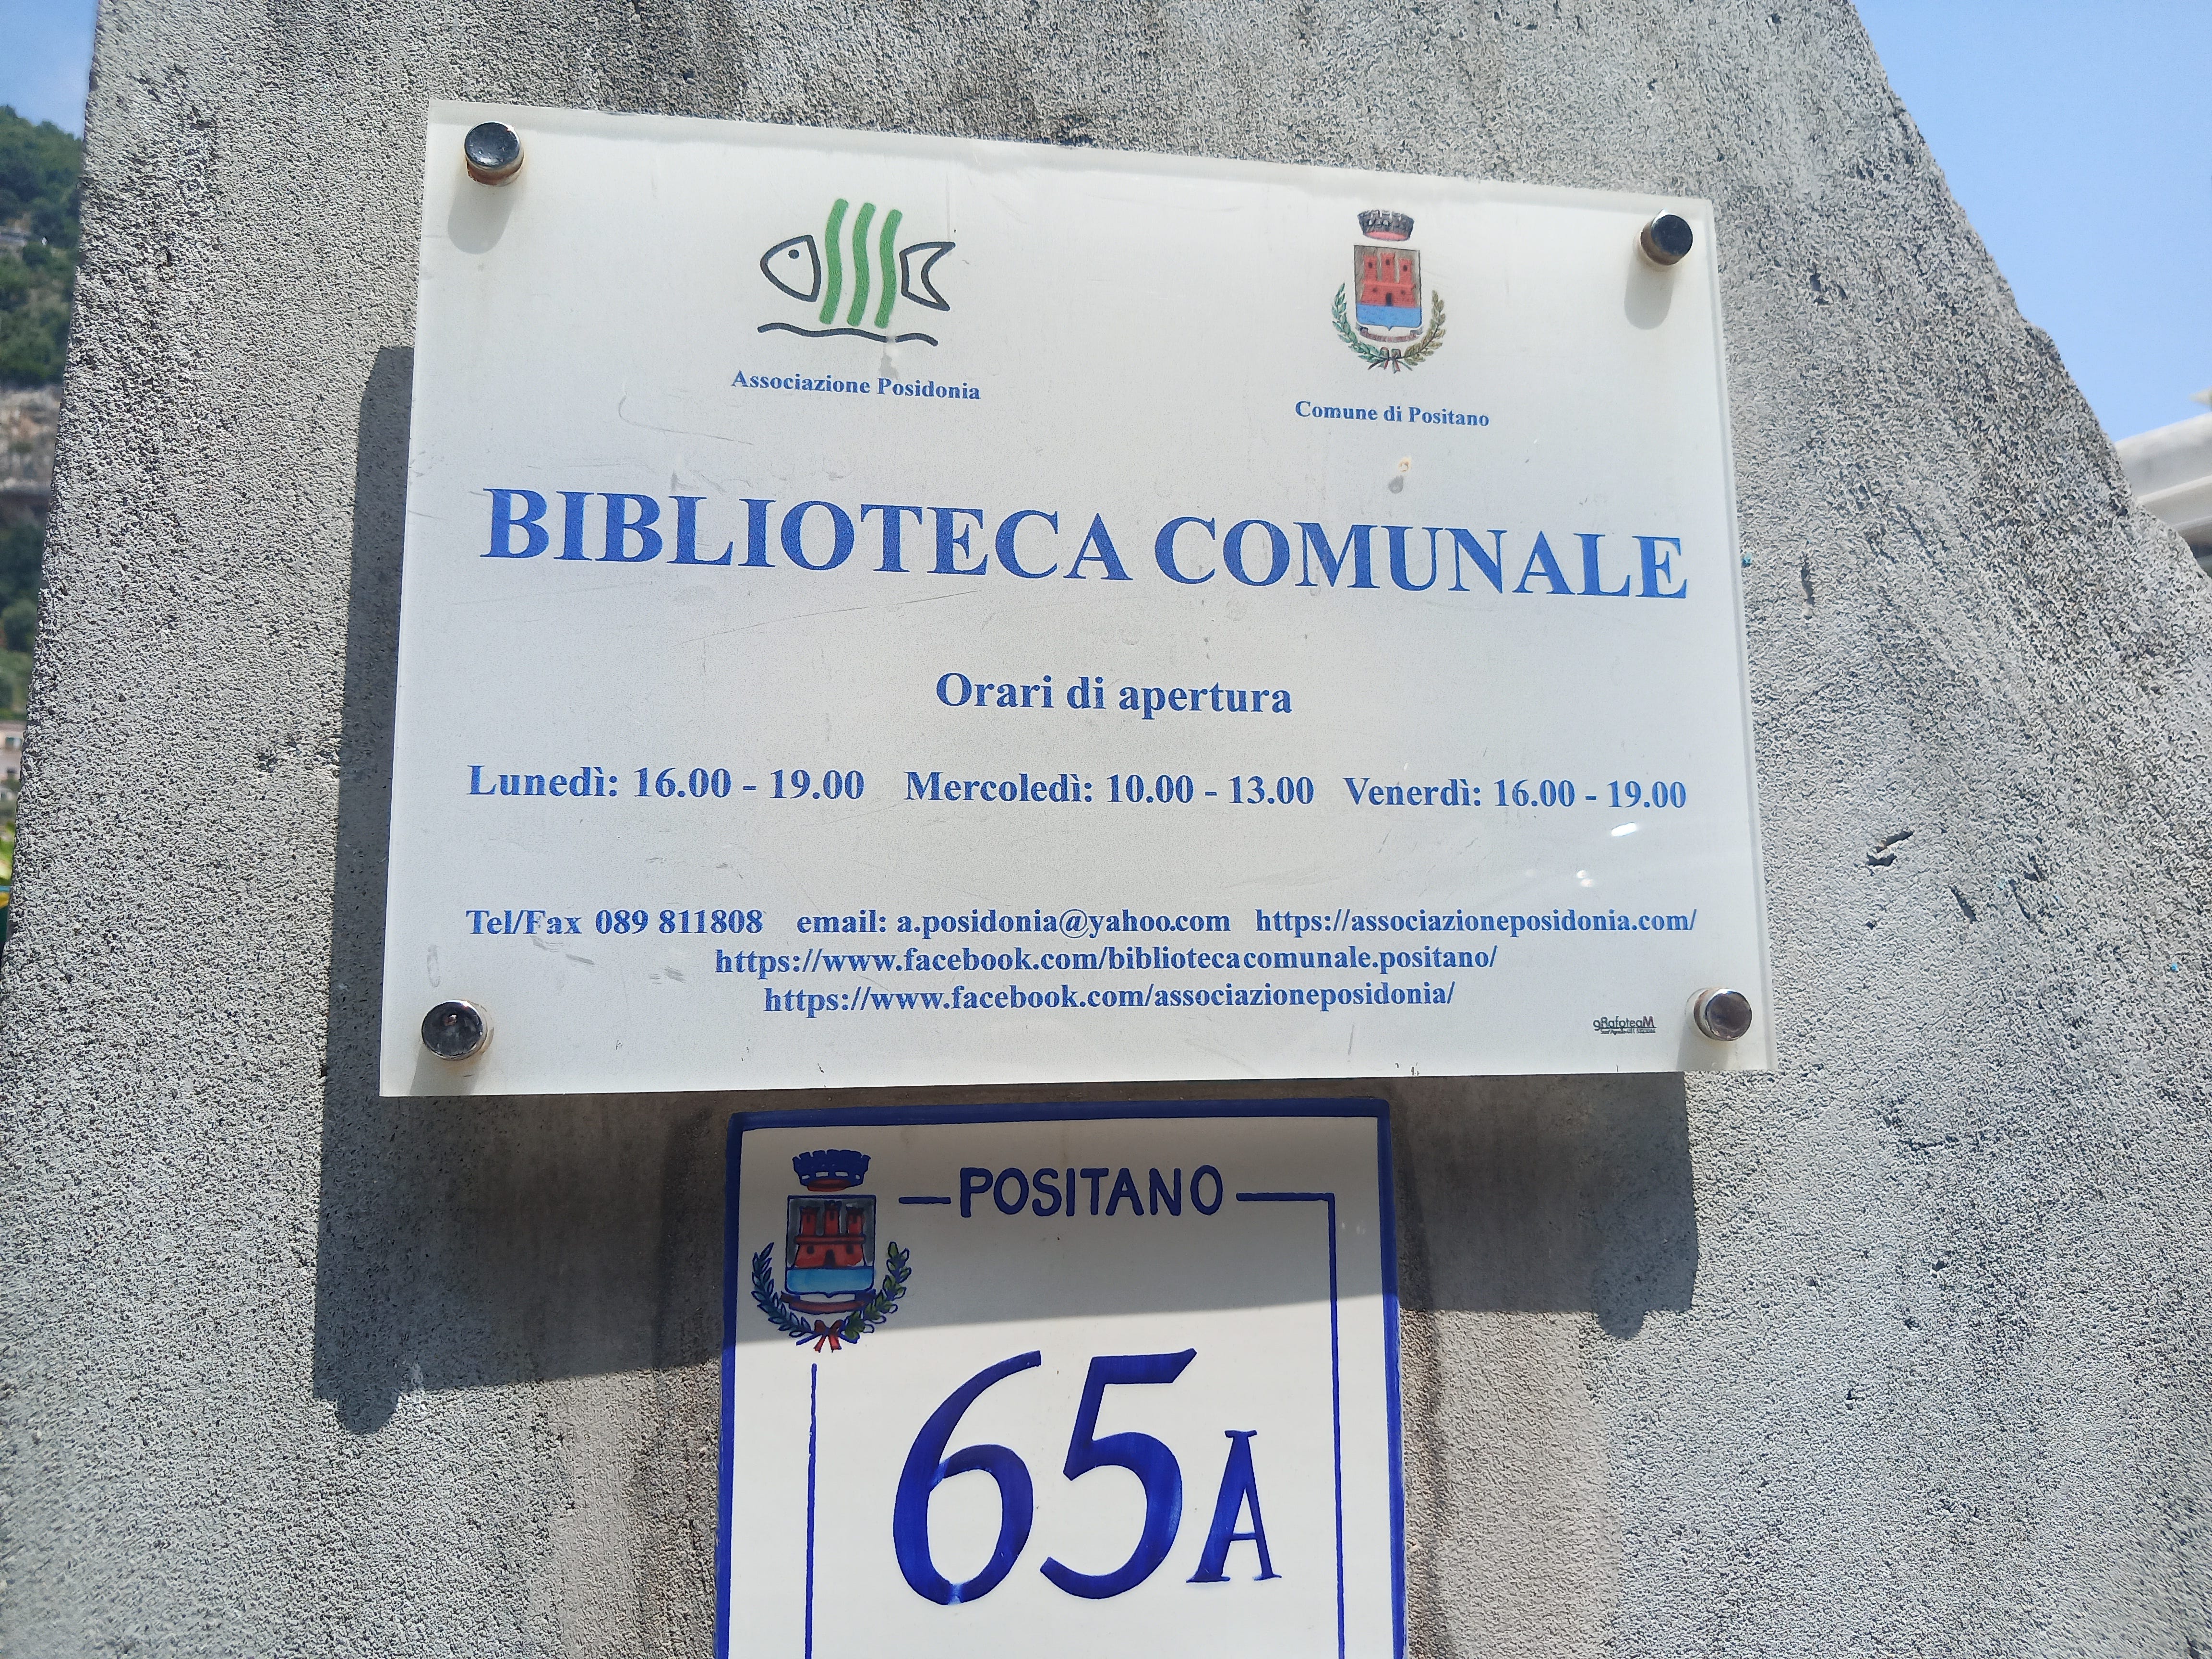 Associazione Posidonia
Comune di Positano
BIBLIOTECA COMUNALE
Orari di apertura
Lunedì: 16.00 - 19.00 Mercoledì: 10.00 - 13.00 Venerdì: 16.00 - 19.00
Tel/Fax 089 811808 email: a.posidonia@yahoo.com https://associazioneposidonia.com/
https://www.facebook.com/bibliotecacomunale.positano/
https://www.facebook.com/associazioneposidonia/
gRafoteaM
POSITANO
65A